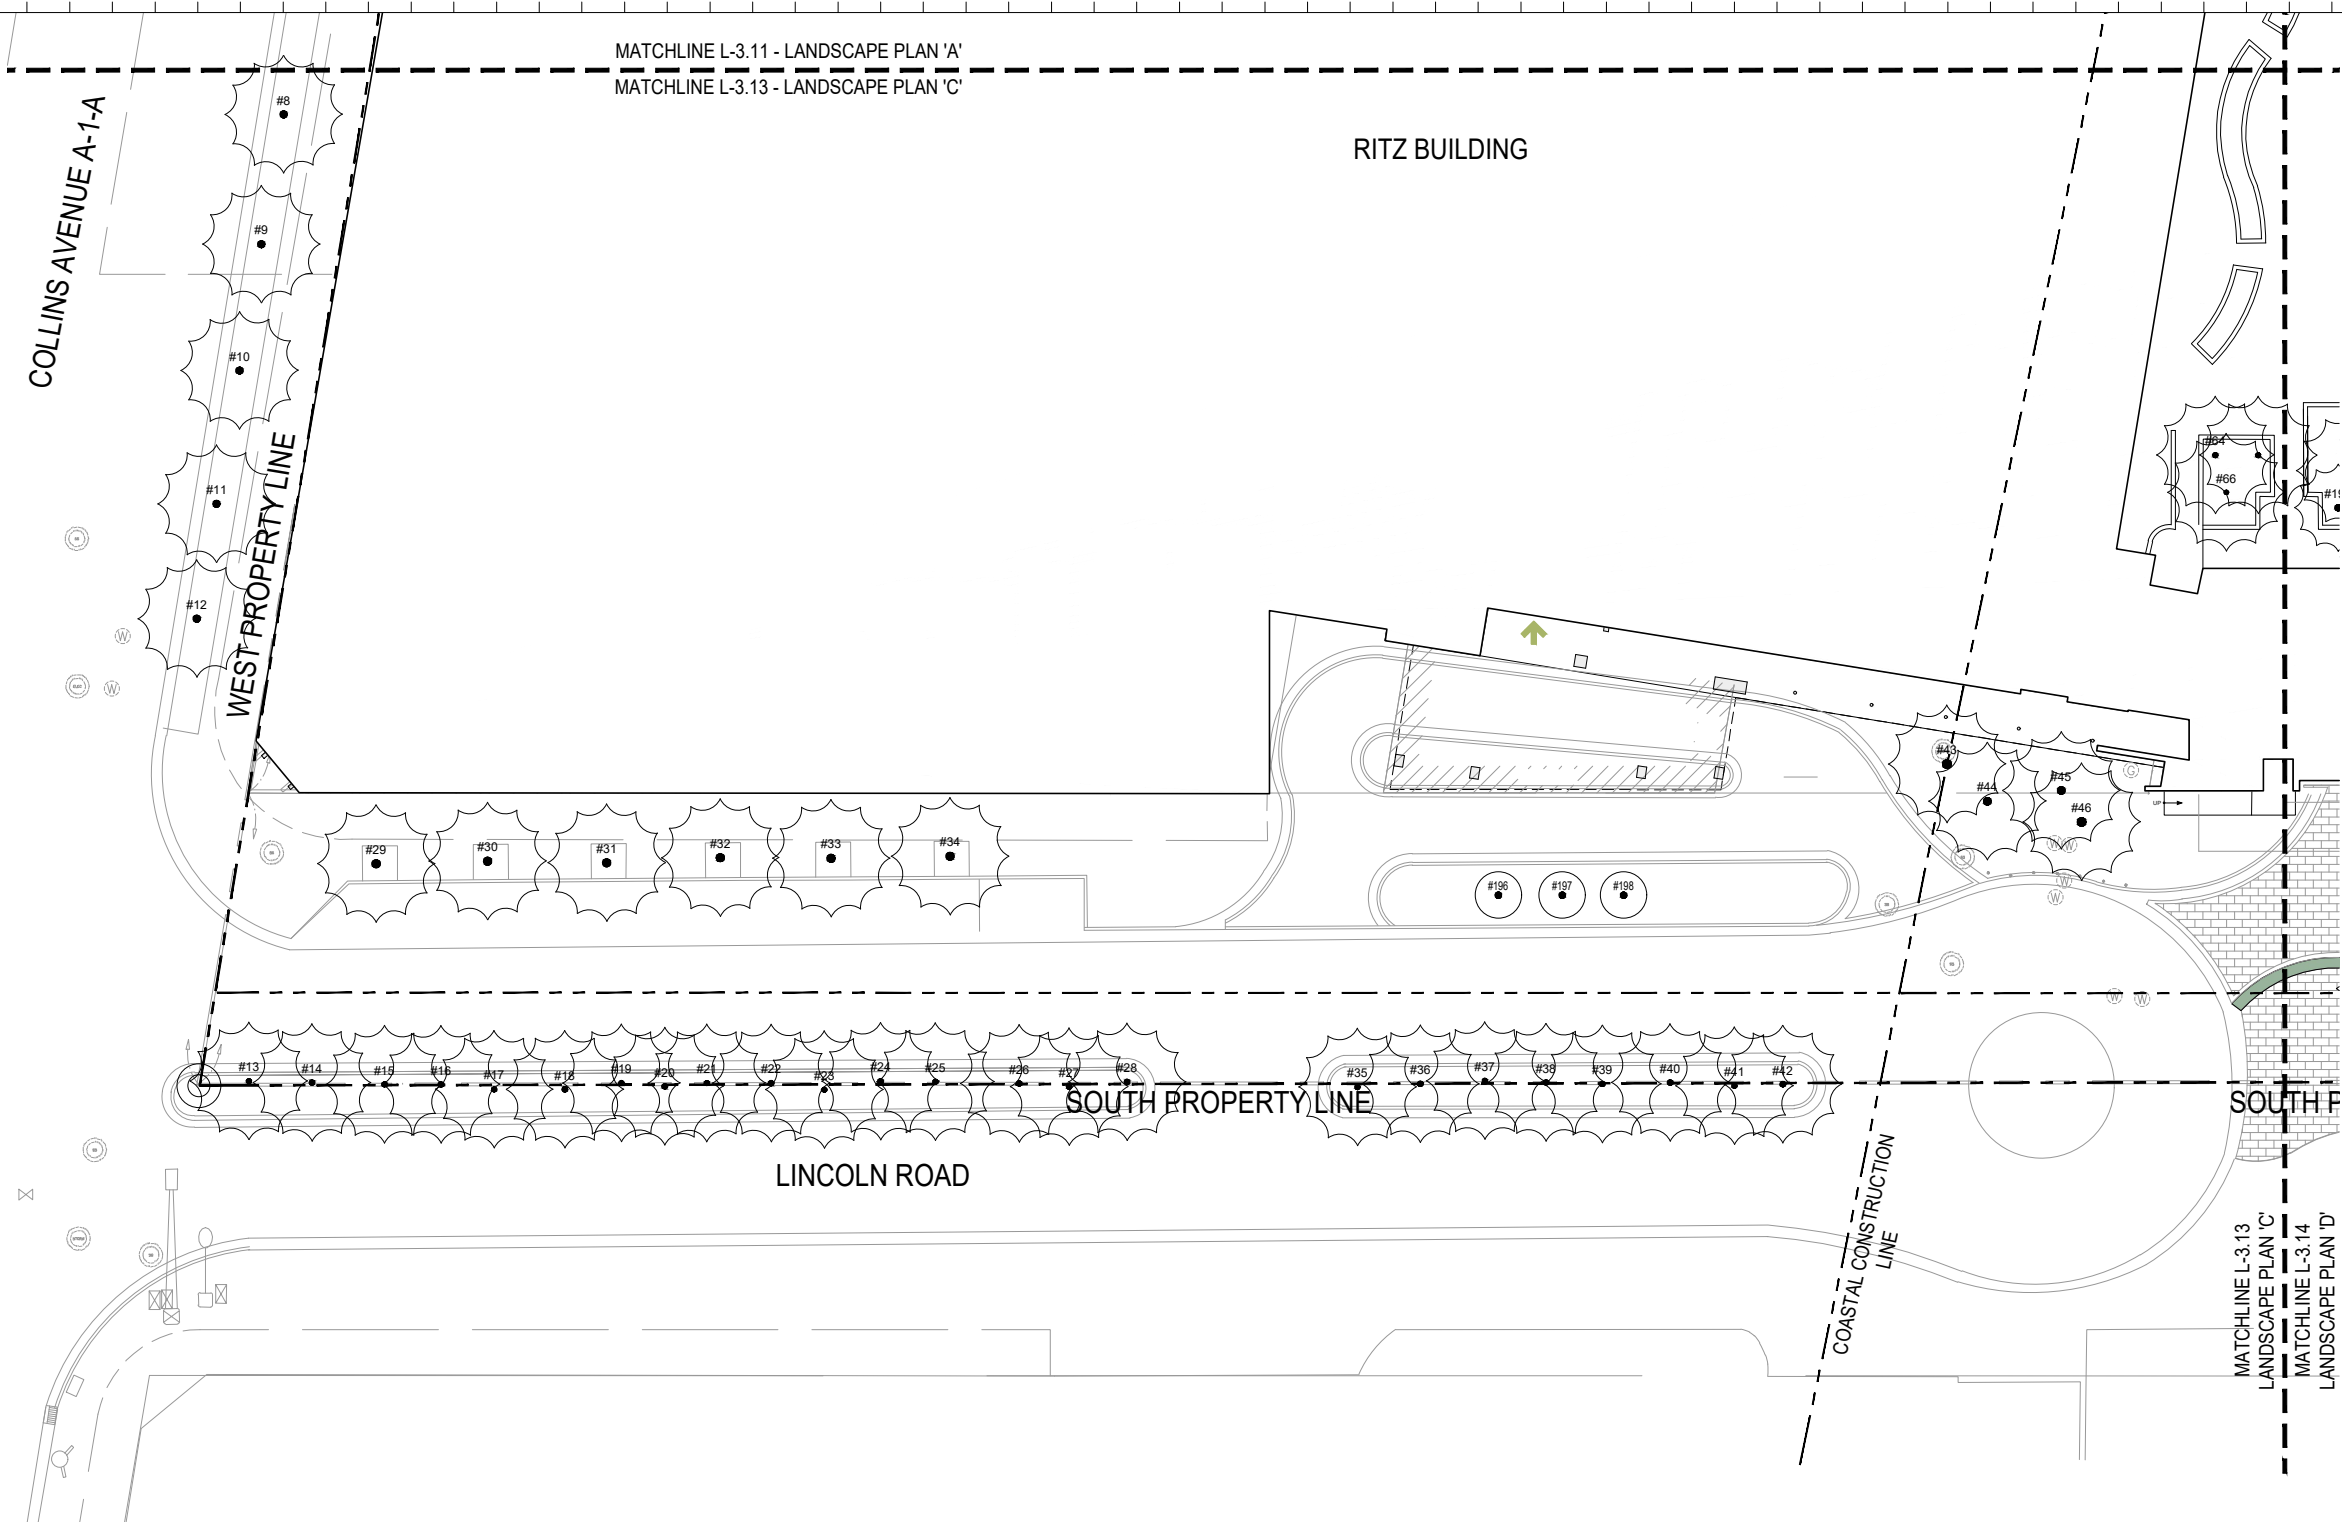 MATCHLINE L-3.11 - LANDSCAPE PLAN 'A'
MATCHLINE L-3.13 - LANDSCAPE PLAN 'C'
COLLINS AVENUE A-1-A
RITZ BUILDING
#8
#9
#10
#11
#12
WEST PROPERTY LINE
#64
#66
W
W
#43
#44
#45
#46
G
UP
W
W
W
W
#29
#30
#31
#32
#33
#34
#196
#197
#198
W
W
#13
#14
#15
#16
#17
#18
#19
#20
#21
#22
#23
#24
#25
#26
#27
#28
#35
#36
#37
#38
#39
#40
#41
#42
SOUTH PROPERTY LINE
SOUTH P
LINCOLN ROAD
COASTAL CONSTRUCTION
LINE
MATCHLINE L-3.13
LANDSCAPE PLAN 'C'
MATCHLINE L-3.14
LANDSCAPE PLAN 'D'